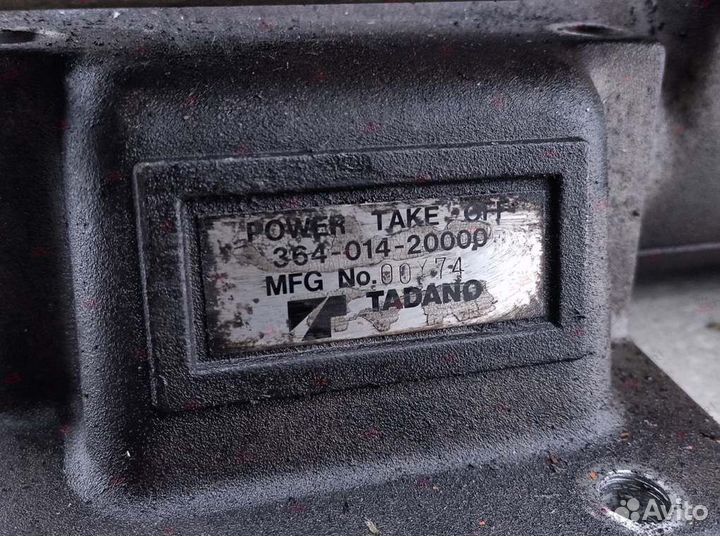 POWER TAKE OFF
364-014-20000
MFG No.
TADANO
Avito